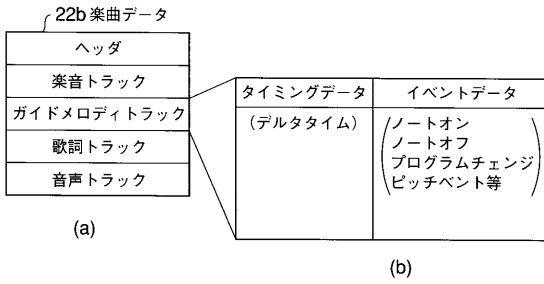 22b 楽曲データ
ヘッダ
楽音トラック
ガイドメロディトラック
歌詞トラック
音声トラック
(a)
タイミングデータ
イベントデータ
(デルタタイム)
ノートオン
ノートオフ
プログラムチェンジ
ピッチベント等
(b)